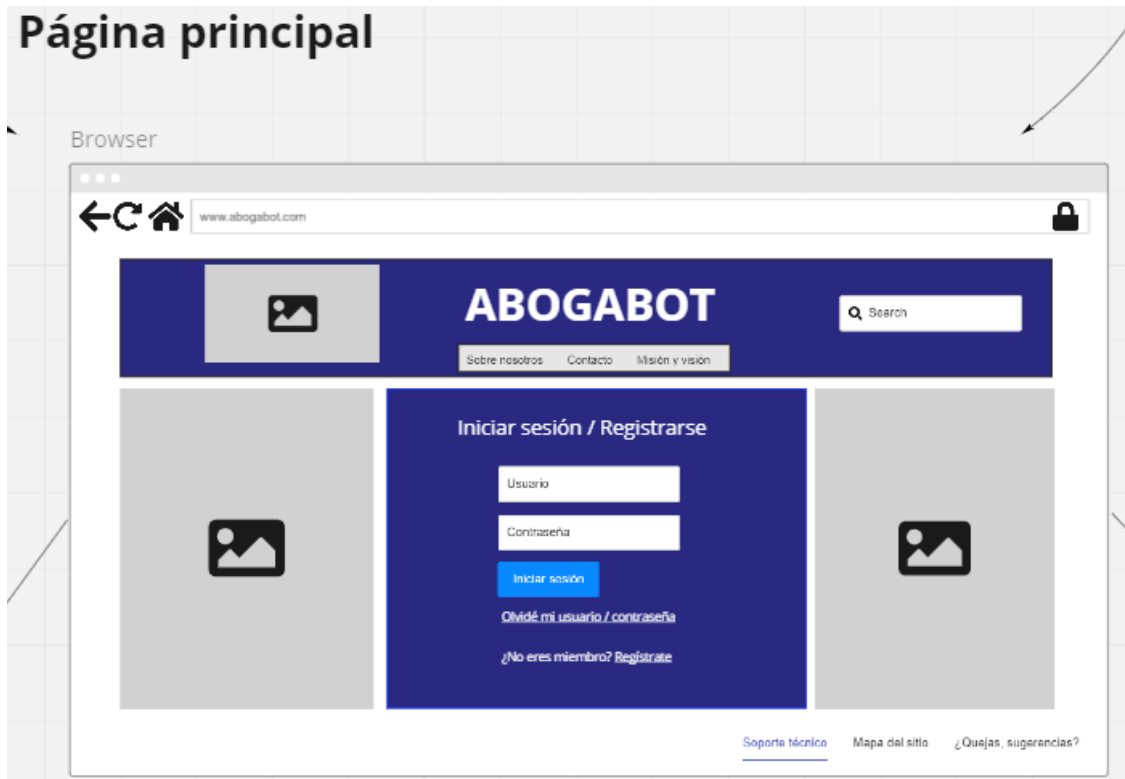 Página principal
Browser
www.abogabot.com
ABOGABOT
Search
Sobre nosotros Contacto Misión y visión
Iniciar sesión / Registrarse
Usuario
Contraseña
Iniciar sesión
Olvidé mi usuario / contraseña
¿No eres miembro? Regístrate
Soporte técnico Mapa del sitio ¿Quejas, sugerencias?